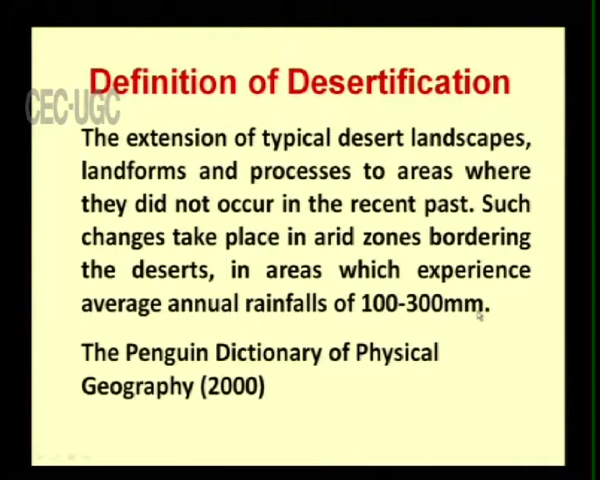 Definition of Desertification
CEC-UGC
The extension of typical desert landscapes,
landforms and processes to areas where
they did not occur in the recent past. Such
changes take place in arid zones bordering
the deserts, in areas which experience
average annual rainfalls of 100-300mm.
The Penguin Dictionary of Physical
Geography (2000)